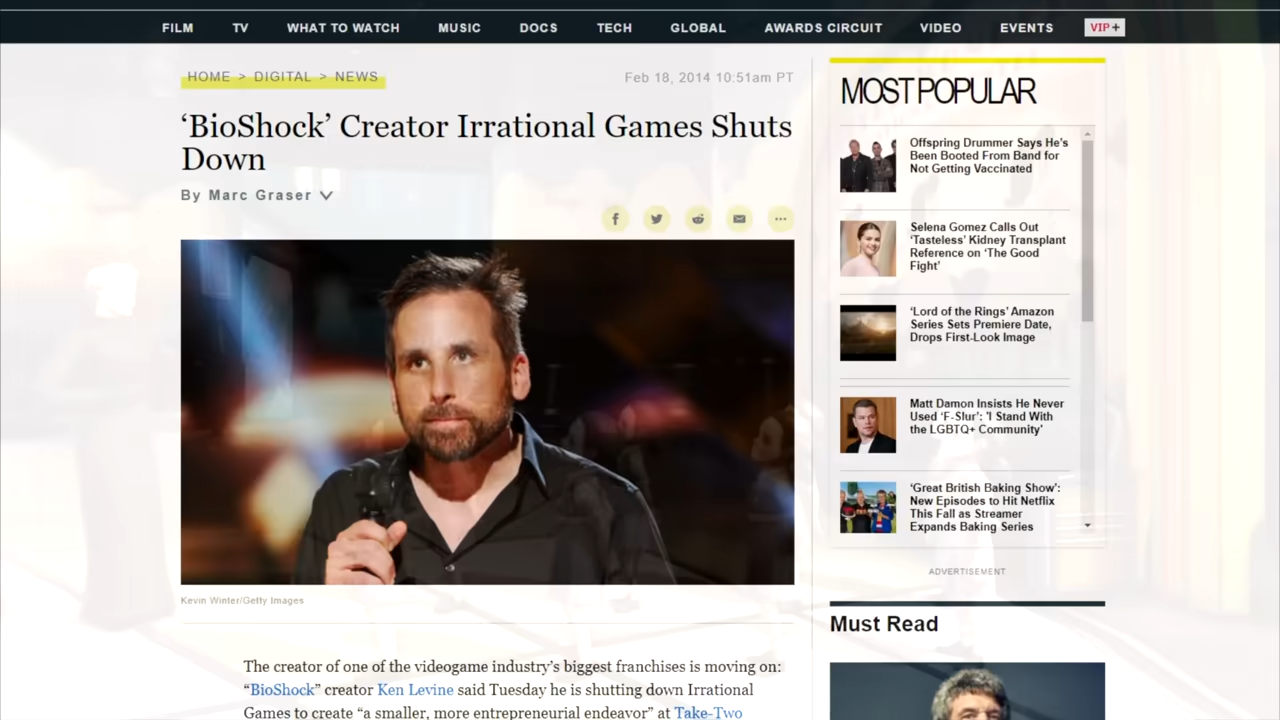 FILM TV WHAT TO WATCH MUSIC DOCS TECH GLOBAL AWARDS CIRCUIT VIDEO EVENTS VIP+
HOME > DIGITAL > NEWS
Feb 18, 2014 10:51am PT
‘BioShock’ Creator Irrational Games Shuts
Down
By Marc Graser
Kevin Winter/Getty Images
The creator of one of the videogame industry’s biggest franchises is moving on:
“BioShock” creator Ken Levine said Tuesday he is shutting down Irrational
Games to create “a smaller, more entrepreneurial endeavor” at Take-Two
MOST POPULAR
Offspring Drummer Says He’s
Been Booted From Band for
Not Getting Vaccinated
Selena Gomez Calls Out
‘Tasteless’ Kidney Transplant
Reference on ‘The Good
Fight’
‘Lord of the Rings’ Amazon
Series Sets Premiere Date,
Drops First-Look Image
Matt Damon Insists He Never
Used ‘F-Slur’: ‘I Stand With
the LGBTQ+ Community’
‘Great British Baking Show’:
New Episodes to Hit Netflix
This Fall as Streamer
Expands Baking Series
ADVERTISEMENT
Must Read